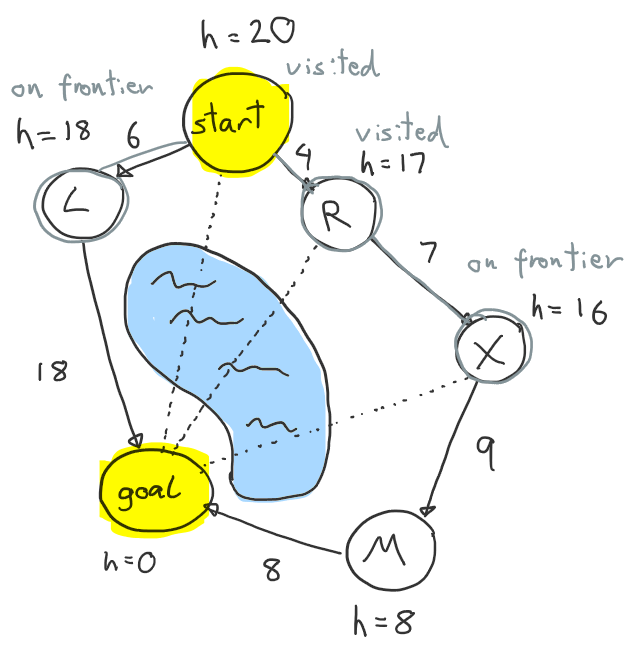 h = 20
visited
start
on frontier
h = 18
6
4
visited
h = 17
L
R
7
on frontier
h = 16
X
18
9
goal
h = 0
8
M
h = 8